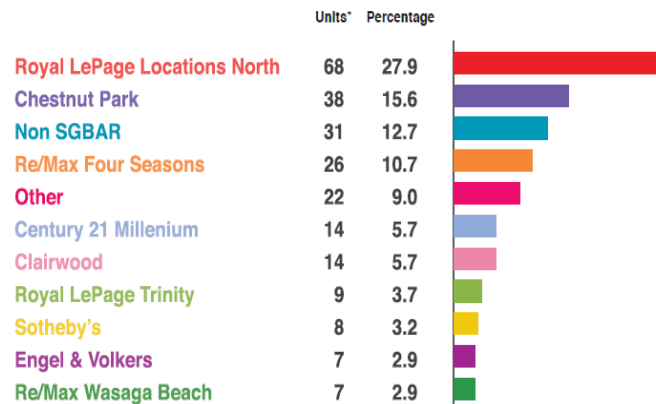 Units* Percentage
Royal LePage Locations North 68 27.9
Chestnut Park 38 15.6
Non SGBAR 31 12.7
Re/Max Four Seasons 26 10.7
Other 22 9.0
Century 21 Millenium 14 5.7
Clairwood 14 5.7
Royal LePage Trinity 9 3.7
Sotheby's 8 3.2
Engel & Volkers 7 2.9
Re/Max Wasaga Beach 7 2.9